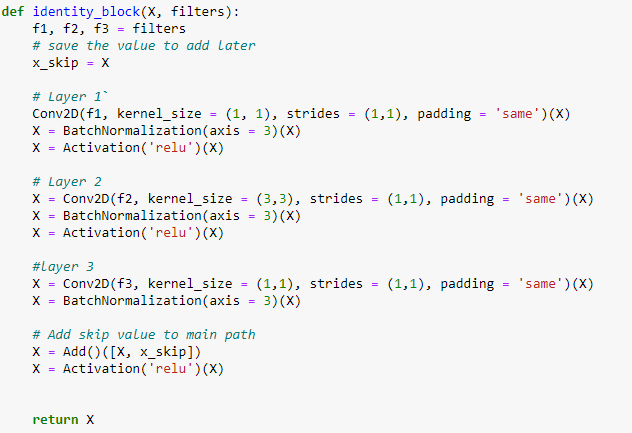 def identity_block(X, filters):
    f1, f2, f3 = filters
    # save the value to add later
    x_skip = X

    # Layer 1`
    Conv2D(f1, kernel_size = (1, 1), strides = (1,1), padding = 'same')(X)
    X = BatchNormalization(axis = 3)(X)
    X = Activation('relu')(X)

    # Layer 2
    X = Conv2D(f2, kernel_size = (3,3), strides = (1,1), padding = 'same')(X)
    X = BatchNormalization(axis = 3)(X)
    X = Activation('relu')(X)

    #layer 3
    X = Conv2D(f3, kernel_size = (1,1), strides = (1,1), padding = 'same')(X)
    X = BatchNormalization(axis = 3)(X)

    # Add skip value to main path
    X = Add()([X, x_skip])
    X = Activation('relu')(X)


    return X